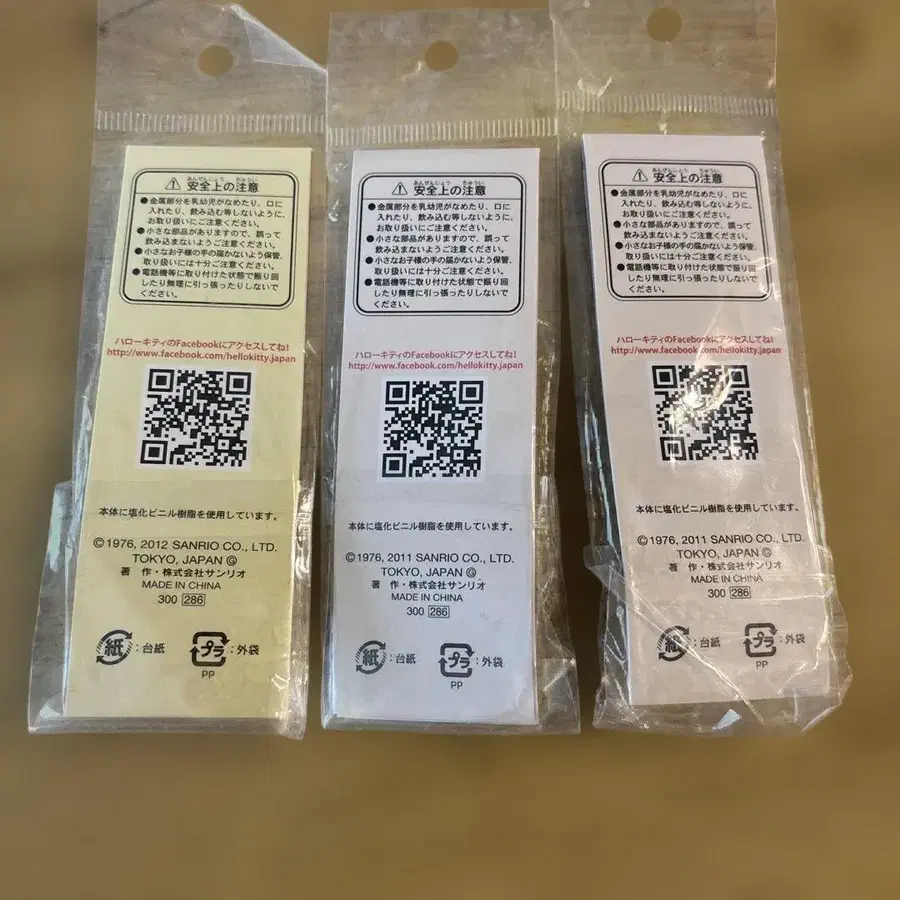 あんぜんじょう ちゅうい
⚠ 安全上の注意
●金属部分を乳幼児がなめたり、口に
入れたり、飲み込む等しないように、
お取り扱いにご注意ください。
●小さな部品がありますので、誤って
飲み込まないようご注意ください。
●小さなお子様の手の届かないよう保管、
取り扱いには十分ご注意ください。
●電話機等に取り付けた状態で振り回
したり無理に引っ張ったりしないで
ください。
ハローキティのFacebookにアクセスしてね!
http://www.facebook.com/hellokitty.japan
本体に塩化ビニル樹脂を使用しています。
©1976, 2012 SANRIO CO., LTD.
TOKYO, JAPAN Ⓖ
著 作・株式会社サンリオ
MADE IN CHINA
300 286
紙:台紙 プラ:外袋
PP
あんぜんじょう ちゅうい
⚠ 安全上の注意
●金属部分を乳幼児がなめたり、口に
入れたり、飲み込む等しないように、
お取り扱いにご注意ください。
●小さな部品がありますので、誤って
飲み込まないようご注意ください。
●小さなお子様の手の届かないよう保管、
取り扱いには十分ご注意ください。
●電話機等に取り付けた状態で振り回
したり無理に引っ張ったりしないで
ください。
ハローキティのFacebookにアクセスしてね!
http://www.facebook.com/hellokitty.japan
本体に塩化ビニル樹脂を使用しています。
©1976, 2011 SANRIO CO., LTD.
TOKYO, JAPAN Ⓖ
著 作・株式会社サンリオ
MADE IN CHINA
300 286
紙:台紙 プラ:外袋
PP
あんぜんじょう ちゅうい
⚠ 安全上の注意
●金属部分を乳幼児がなめたり、口に
入れたり、飲み込む等しないように、
お取り扱いにご注意ください。
●小さな部品がありますので、誤って
飲み込まないようご注意ください。
●小さなお子様の手の届かないよう保管、
取り扱いには十分ご注意ください。
●電話機等に取り付けた状態で振り回
したり無理に引っ張ったりしないで
ください。
ハローキティのFacebookにアクセスしてね!
http://www.facebook.com/hellokitty.japan
本体に塩化ビニル樹脂を使用しています。
©1976, 2011 SANRIO CO., LTD.
TOKYO, JAPAN Ⓖ
著 作・株式会社サンリオ
MADE IN CHINA
300 286
紙:台紙 プラ:外袋
PP